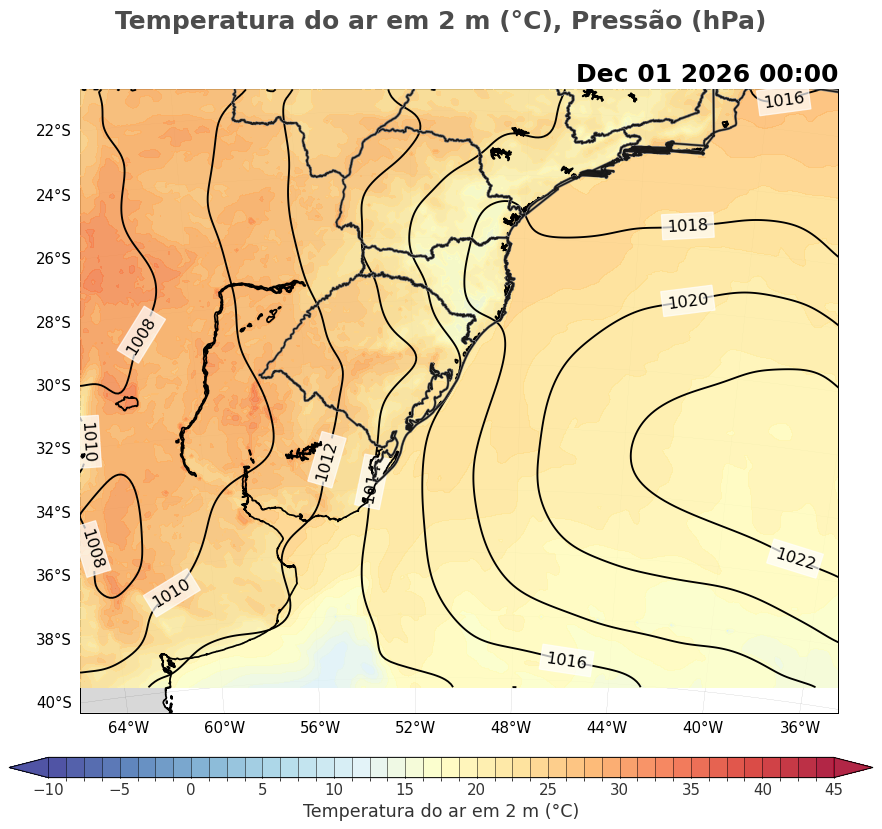 Temperatura do ar em 2 m (°C), Pressão (hPa)
Dec 01 2026 00:00
1016
22°S
24°S
1018
26°S
1020
28°S
1008
30°S
1010
32°S
1012
34°S
1008
1022
36°S
1010
38°S
1016
40°S
64°W 60°W 56°W 52°W 48°W 44°W 40°W 36°W
−10 −5 0 5 10 15 20 25 30 35 40 45
Temperatura do ar em 2 m (°C)